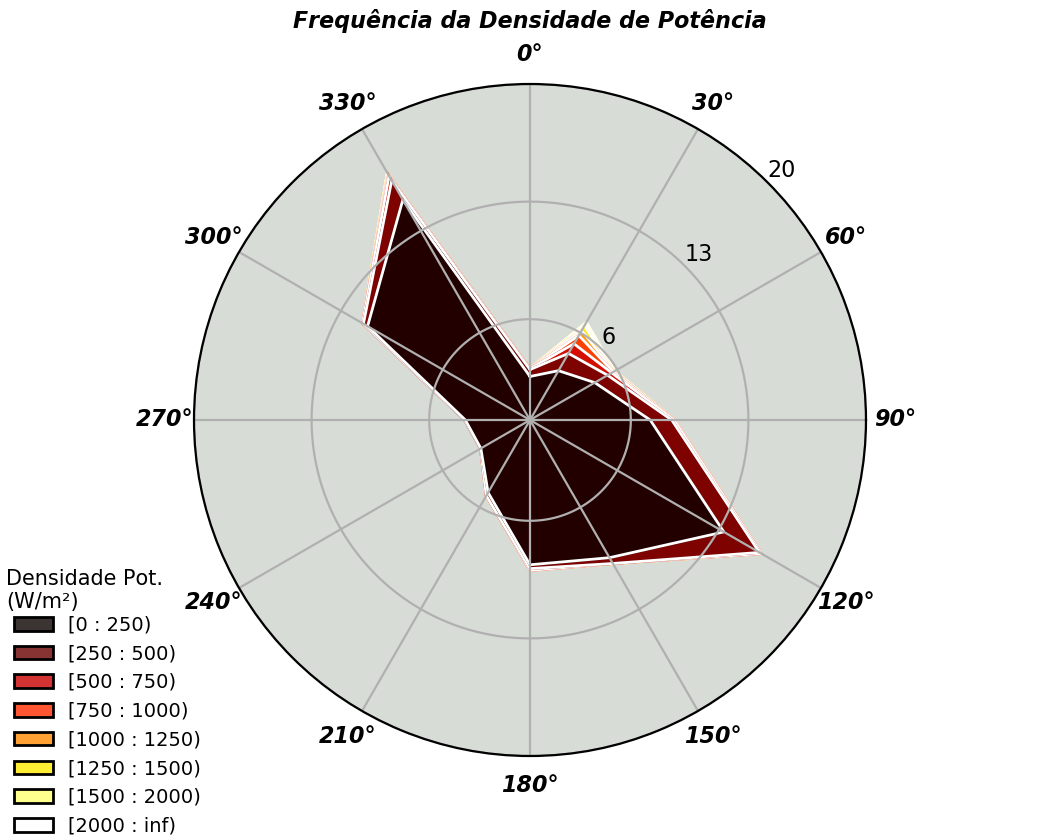 Frequência da Densidade de Potência
0°
330°
30°
20
300°
60°
13
6
270°
90°
240°
120°
210°
150°
180°
Densidade Pot.
(W/m²)
[0 : 250)
[250 : 500)
[500 : 750)
[750 : 1000)
[1000 : 1250)
[1250 : 1500)
[1500 : 2000)
[2000 : inf)